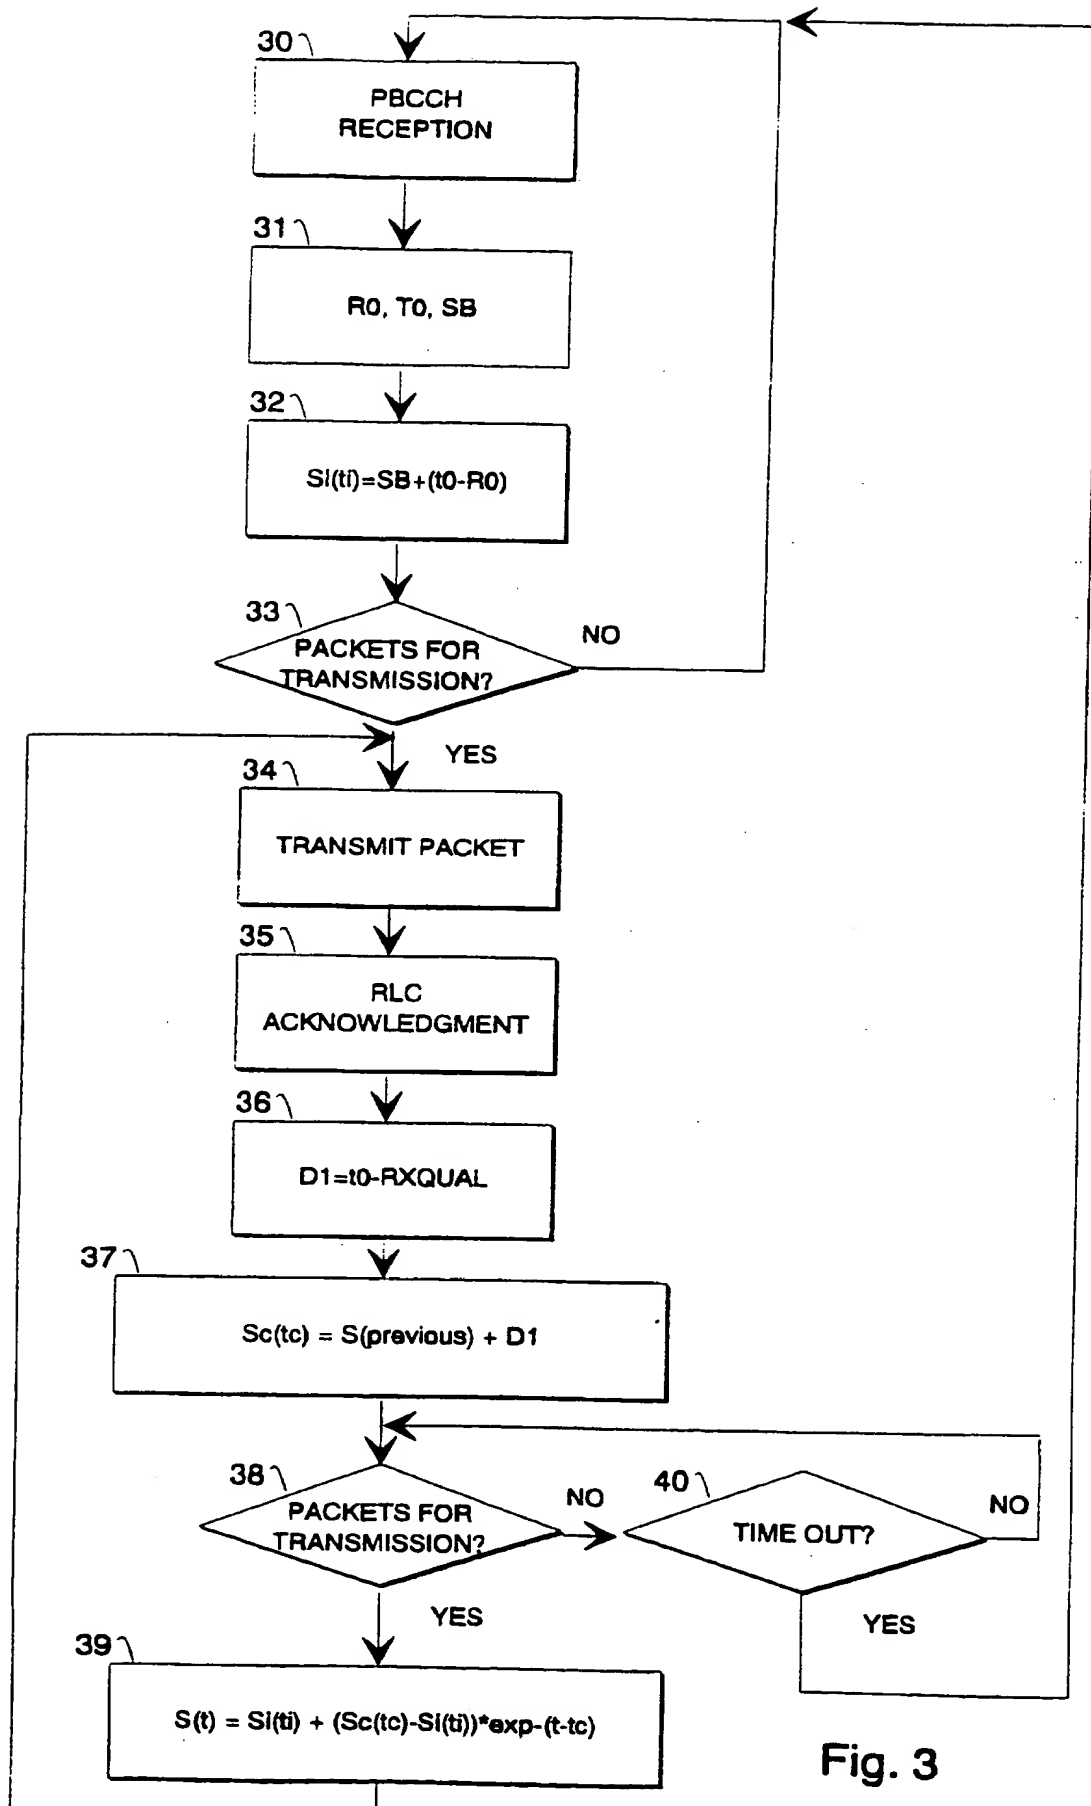 30
PBCCH
RECEPTION
31
R0, T0, SB
32
Si(ti)=SB+(t0-R0)
33
PACKETS FOR
TRANSMISSION?
NO
YES
34
TRANSMIT PACKET
35
RLC
ACKNOWLEDGMENT
36
D1=t0-RXQUAL
37
Sc(tc) = S(previous) + D1
38
PACKETS FOR
TRANSMISSION?
NO
40
TIME OUT?
NO
YES
YES
39
S(t) = Si(ti) + (Sc(tc)-Si(ti))*exp-(t-tc)
Fig. 3